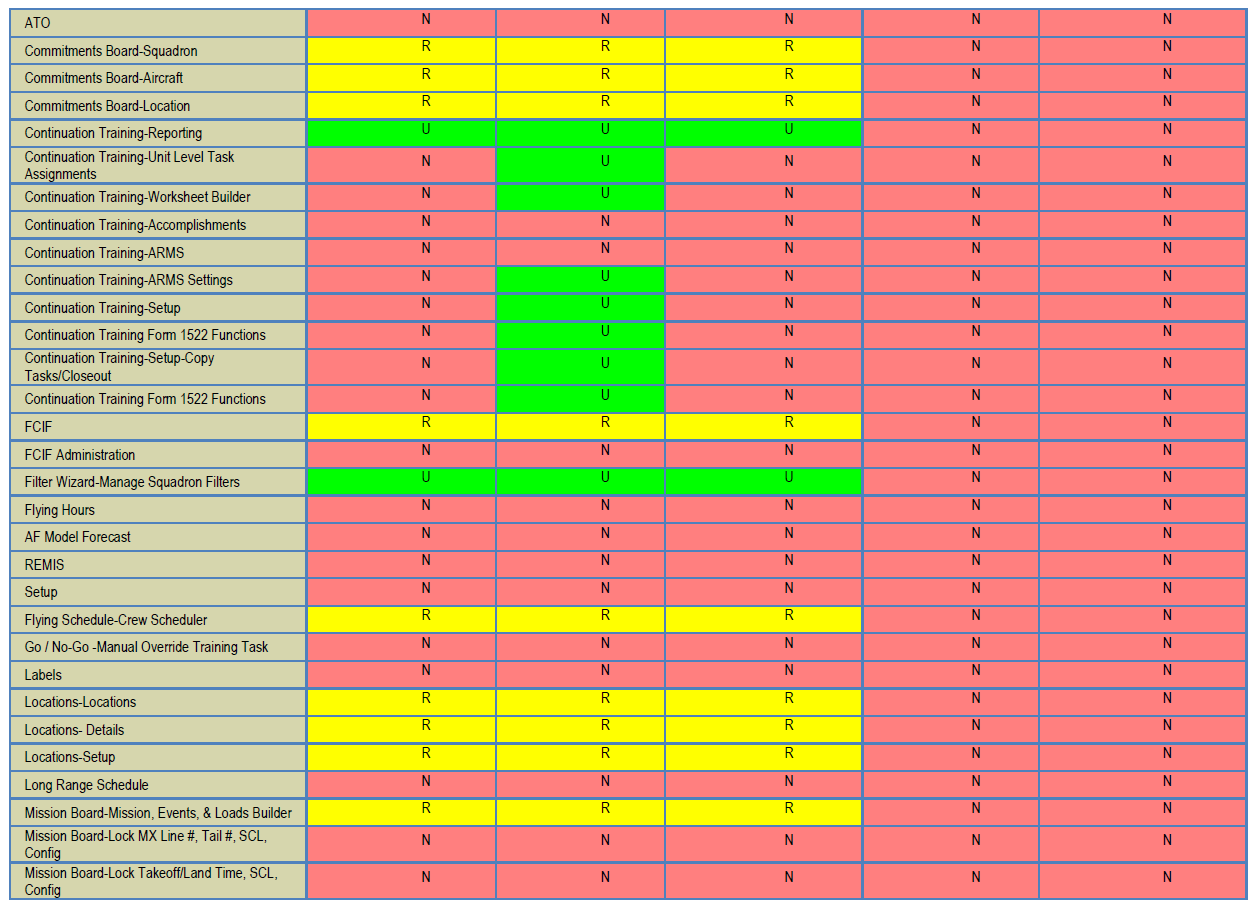 ATO N N N N N
Commitments Board-Squadron R R R N N
Commitments Board-Aircraft R R R N N
Commitments Board-Location R R R N N
Continuation Training-Reporting U U U N N
Continuation Training-Unit Level Task
Assignments N U N N N
Continuation Training-Worksheet Builder N U N N N
Continuation Training-Accomplishments N N N N N
Continuation Training-ARMS N N N N N
Continuation Training-ARMS Settings N U N N N
Continuation Training-Setup N U N N N
Continuation Training Form 1522 Functions N U N N N
Continuation Training-Setup-Copy
Tasks/Closeout N U N N N
Continuation Training Form 1522 Functions N U N N N
FCIF R R R N N
FCIF Administration N N N N N
Filter Wizard-Manage Squadron Filters U U U N N
Flying Hours N N N N N
AF Model Forecast N N N N N
REMIS N N N N N
Setup N N N N N
Flying Schedule-Crew Scheduler R R R N N
Go / No-Go -Manual Override Training Task N N N N N
Labels N N N N N
Locations-Locations R R R N N
Locations- Details R R R N N
Locations-Setup R R R N N
Long Range Schedule N N N N N
Mission Board-Mission, Events, & Loads Builder R R R N N
Mission Board-Lock MX Line #, Tail #, SCL,
Config N N N N N
Mission Board-Lock Takeoff/Land Time, SCL,
Config N N N N N